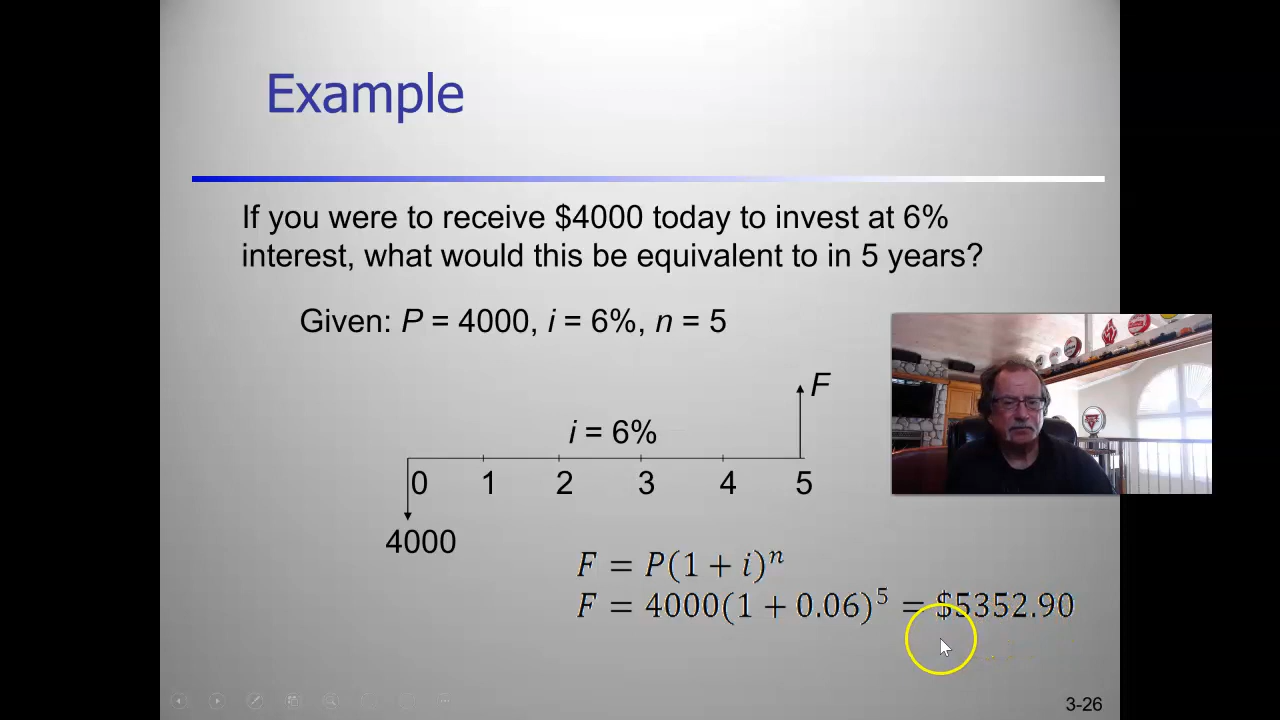 Example
If you were to receive $4000 today to invest at 6%
interest, what would this be equivalent to in 5 years?
Given: P = 4000, i = 6%, n = 5
F
i = 6%
0 1 2 3 4 5
4000
F = P(1 + i)ⁿ
F = 4000(1 + 0.06)⁵ = $5352.90
3-26